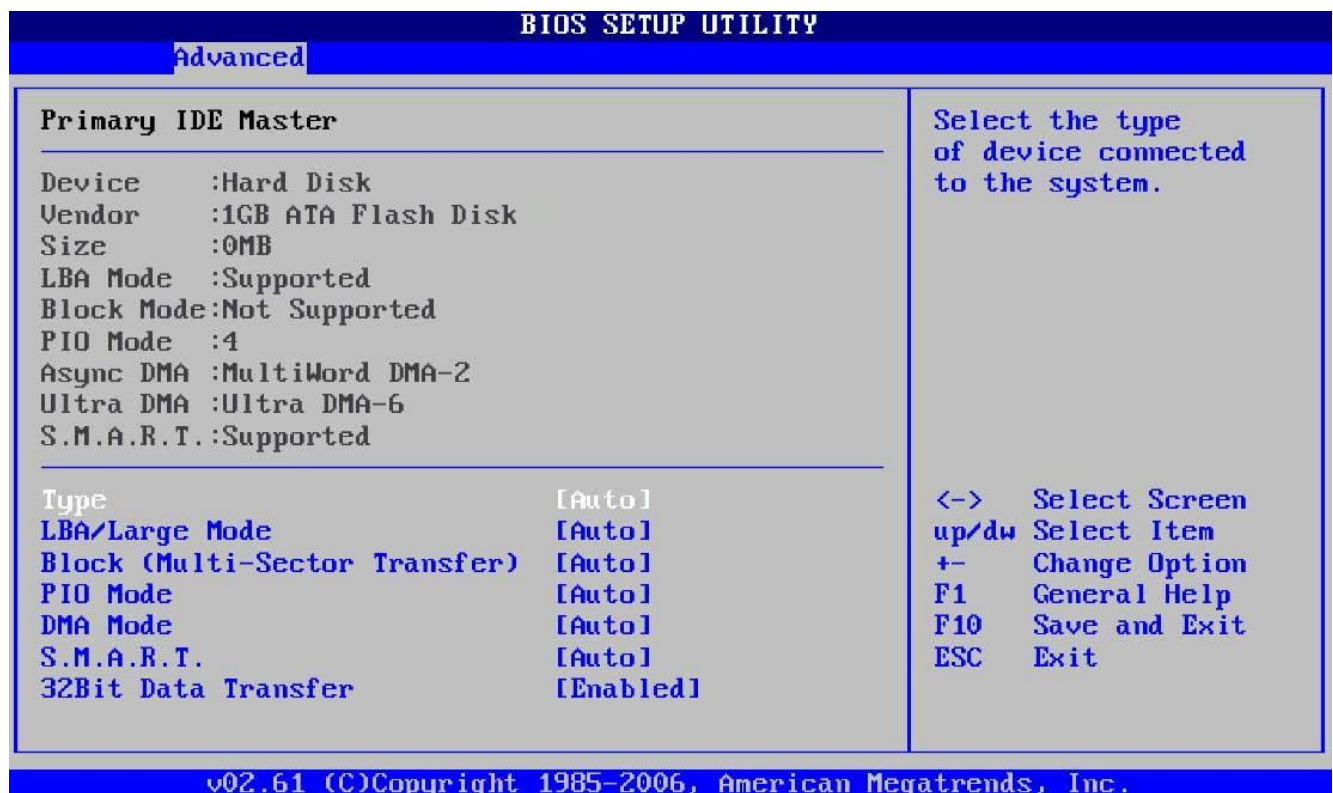 BIOS SETUP UTILITY
Advanced
Primary IDE Master
Device :Hard Disk
Vendor :1GB ATA Flash Disk
Size :0MB
LBA Mode :Supported
Block Mode:Not Supported
PIO Mode :4
Async DMA :MultiWord DMA-2
Ultra DMA :Ultra DMA-6
S.M.A.R.T.:Supported
Type [Auto]
LBA/Large Mode [Auto]
Block (Multi-Sector Transfer) [Auto]
PIO Mode [Auto]
DMA Mode [Auto]
S.M.A.R.T. [Auto]
32Bit Data Transfer [Enabled]
Select the type
of device connected
to the system.
<-> Select Screen
up/dw Select Item
+- Change Option
F1 General Help
F10 Save and Exit
ESC Exit
v02.61 (C)Copyright 1985-2006, American Megatrends, Inc.